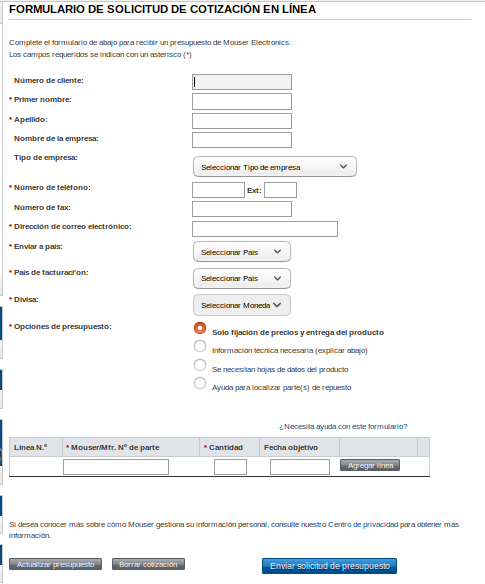 FORMULARIO DE SOLICITUD DE COTIZACIÓN EN LÍNEA
Complete el formulario de abajo para recibir un presupuesto de Mouser Electronics.
Los campos requeridos se indican con un asterisco (*)
Número de cliente:
* Primer nombre:
* Apellido:
Nombre de la empresa:
Tipo de empresa:
Seleccionar Tipo de empresa
* Número de teléfono:
Ext:
Número de fax:
* Dirección de correo electrónico:
* Enviar a país:
Seleccionar País
* País de facturaci'on:
Seleccionar País
* Divisa:
Seleccionar Moneda
* Opciones de presupuesto:
Solo fijación de precios y entrega del producto
Información técnica necesaria (explicar abajo)
Se necesitan hojas de datos del producto
Ayuda para localizar parte(s) de repuesto
¿Necesita ayuda con este formulario?
Línea N.º * Mouser/Mfr. Nº de parte * Cantidad Fecha objetivo
Agregar línea
Si desea conocer más sobre cómo Mouser gestiona su información personal, consulte nuestro Centro de privacidad para obtener más
información.
Actualizar presupuesto Borrar cotización Enviar solicitud de presupuesto